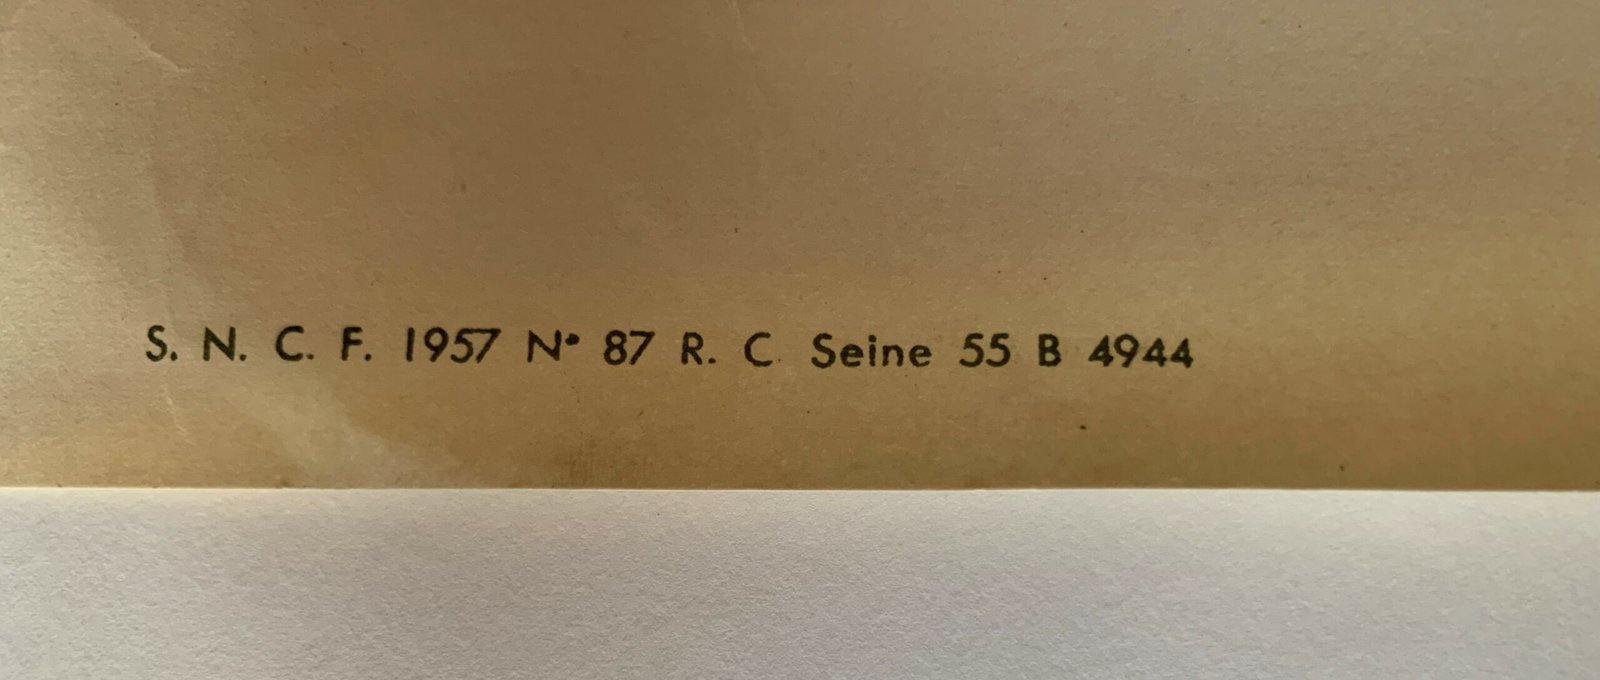 S. N. C. F. 1957 N° 87 R. C. Seine 55 B 4944